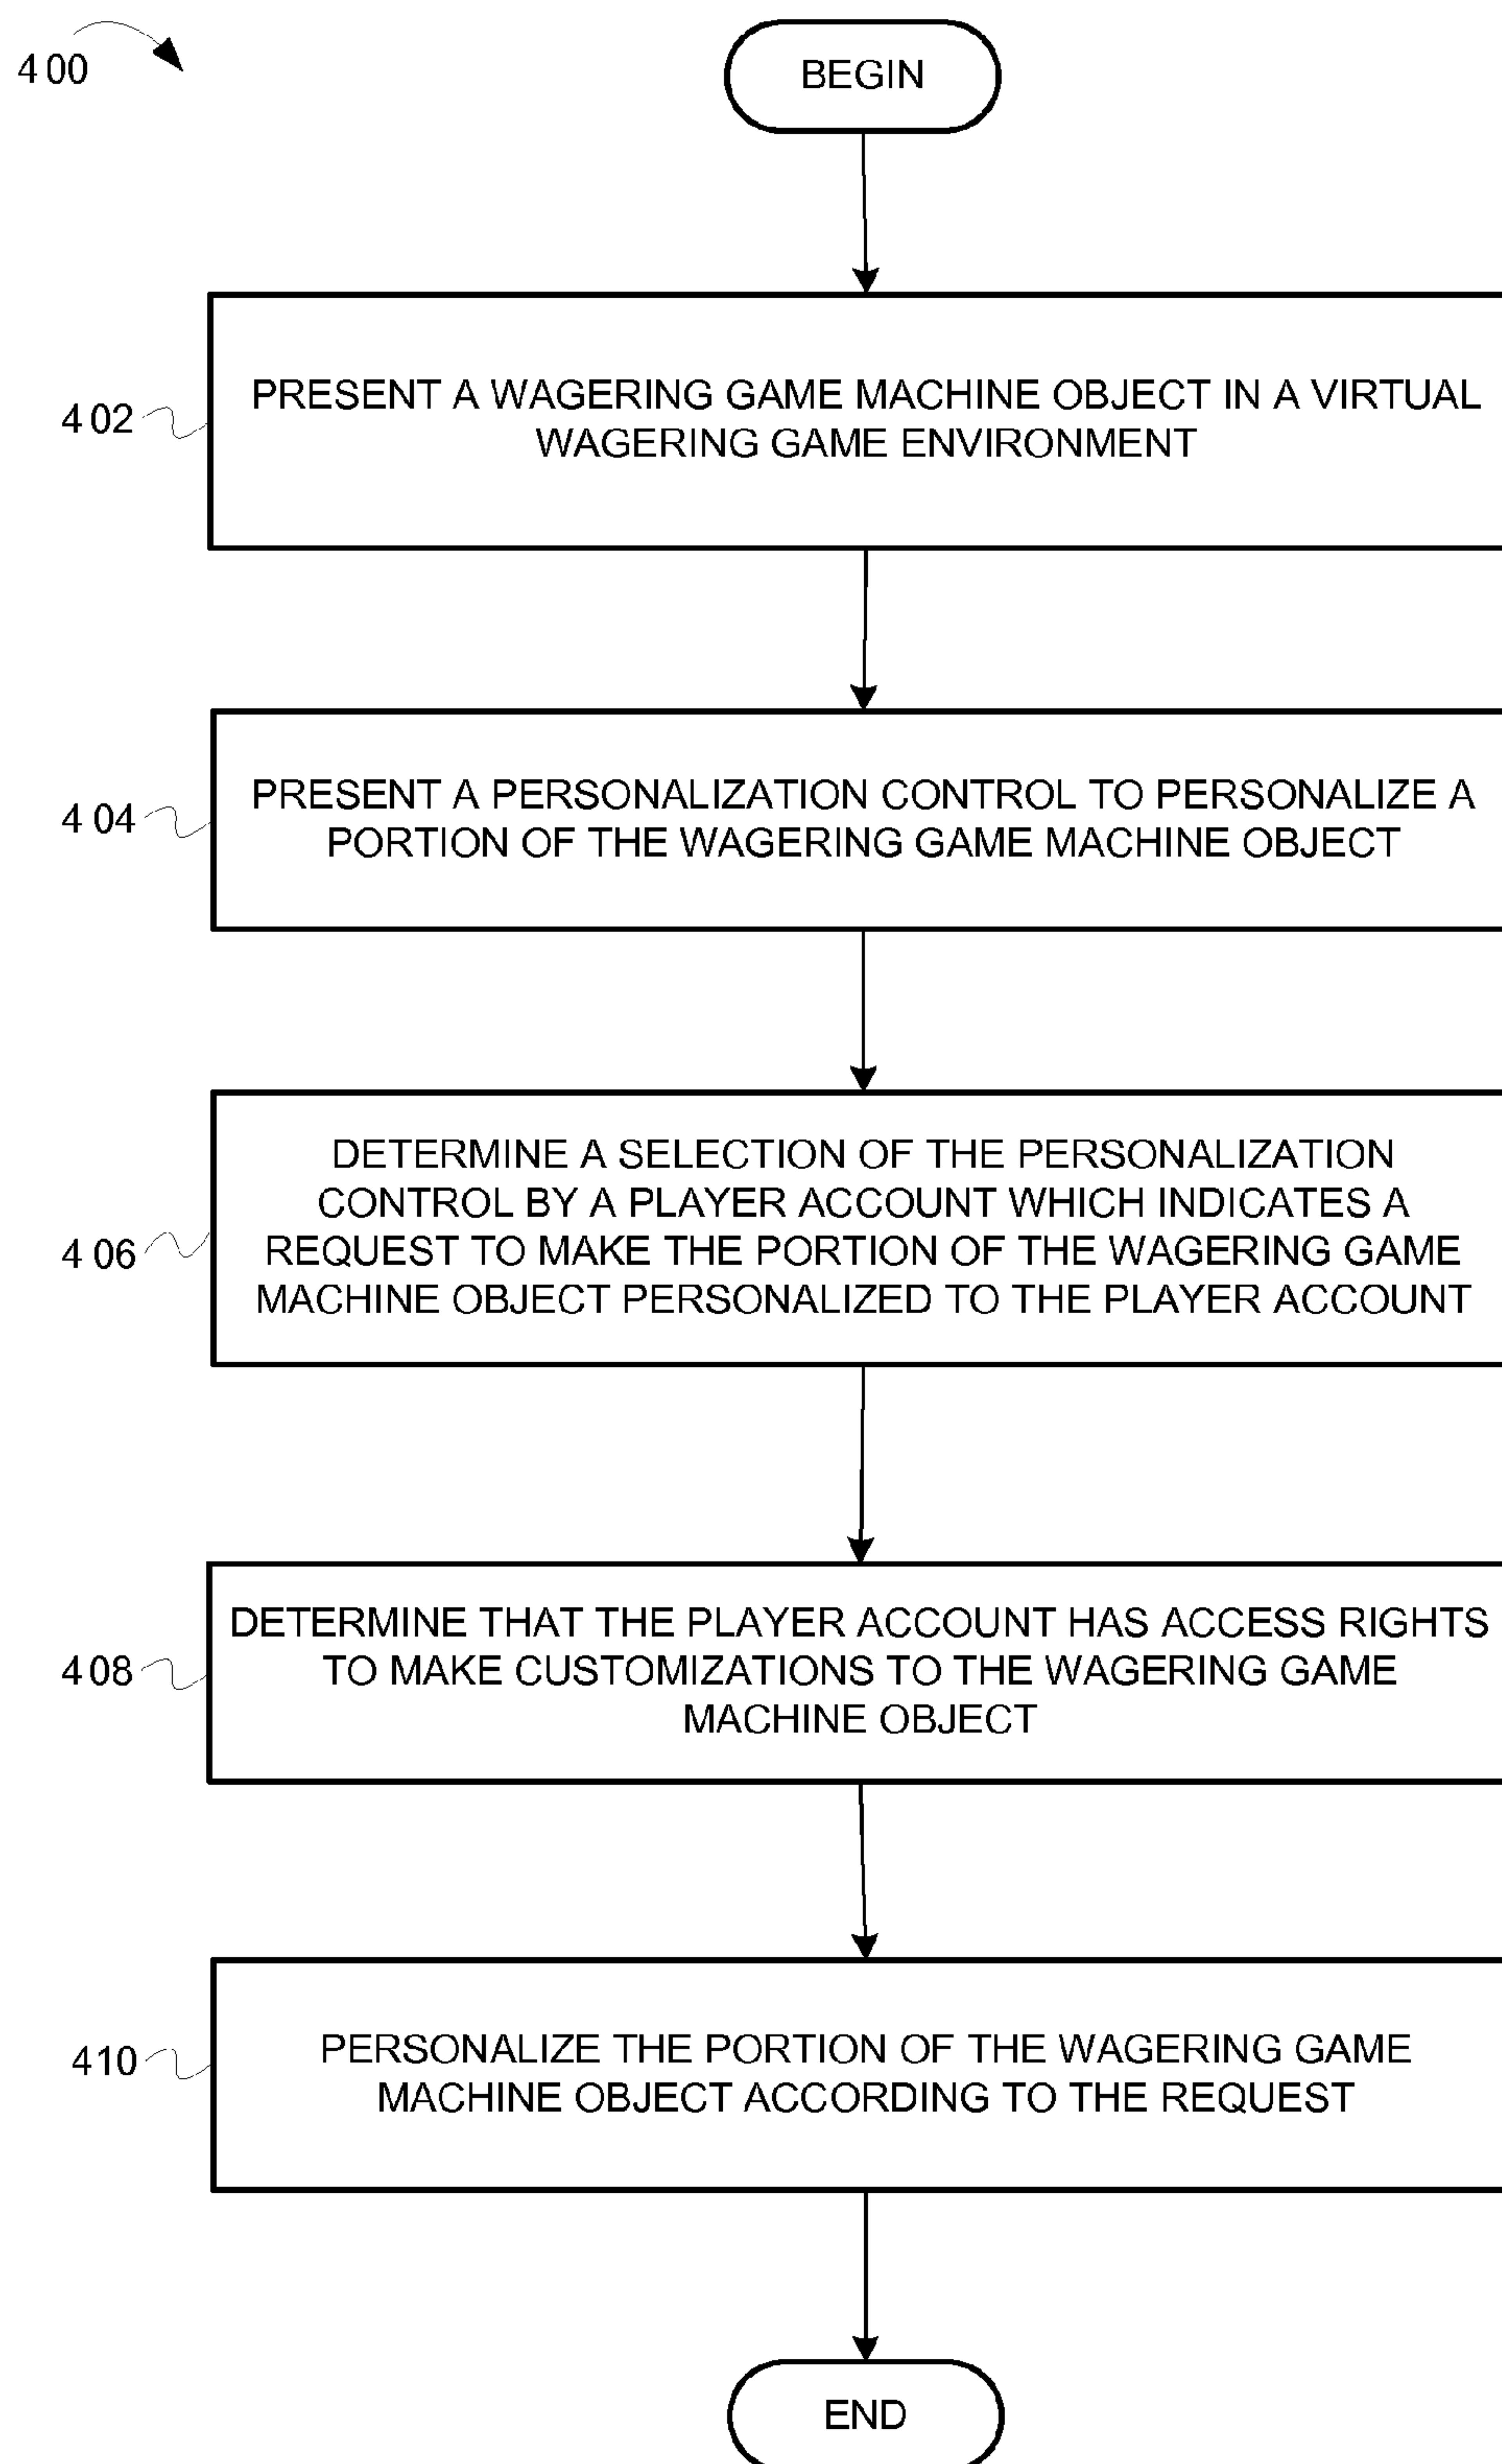 400
BEGIN
402
PRESENT A WAGERING GAME MACHINE OBJECT IN A VIRTUAL
WAGERING GAME ENVIRONMENT
404
PRESENT A PERSONALIZATION CONTROL TO PERSONALIZE A
PORTION OF THE WAGERING GAME MACHINE OBJECT
406
DETERMINE A SELECTION OF THE PERSONALIZATION
CONTROL BY A PLAYER ACCOUNT WHICH INDICATES A
REQUEST TO MAKE THE PORTION OF THE WAGERING GAME
MACHINE OBJECT PERSONALIZED TO THE PLAYER ACCOUNT
408
DETERMINE THAT THE PLAYER ACCOUNT HAS ACCESS RIGHTS
TO MAKE CUSTOMIZATIONS TO THE WAGERING GAME
MACHINE OBJECT
410
PERSONALIZE THE PORTION OF THE WAGERING GAME
MACHINE OBJECT ACCORDING TO THE REQUEST
END